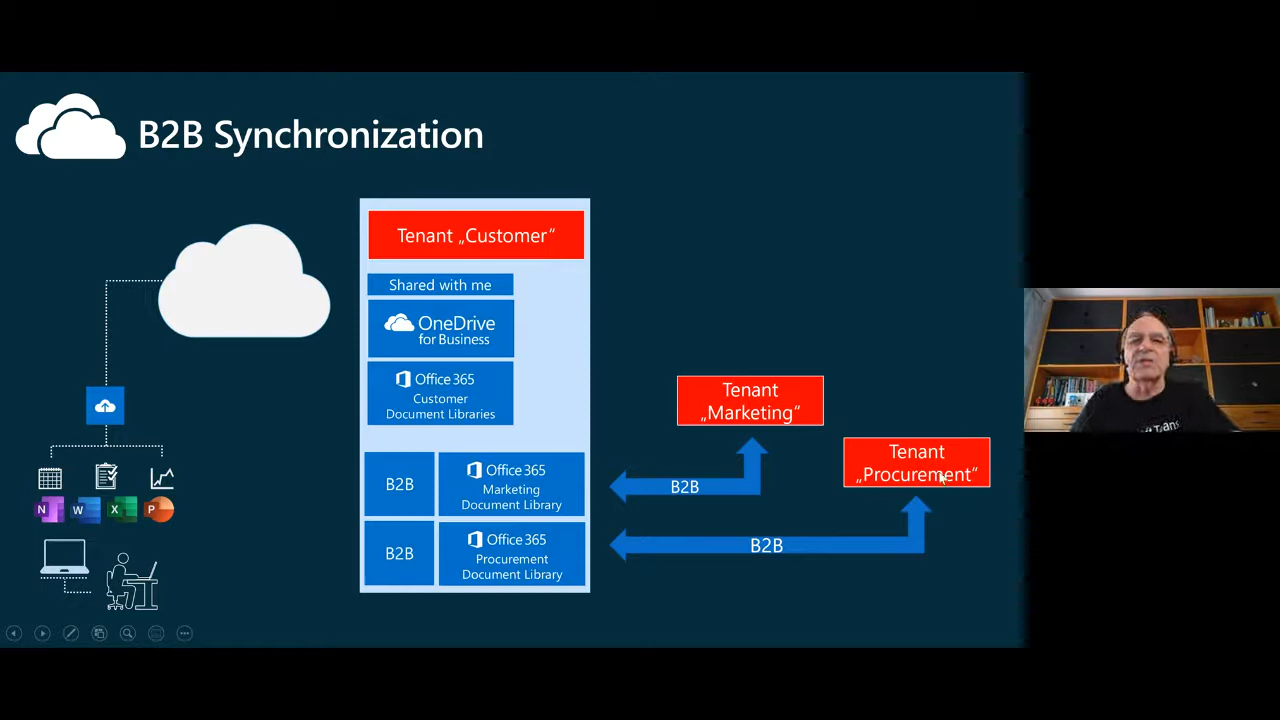 B2B Synchronization
Tenant „Customer“
Shared with me
OneDrive
for Business
Office 365
Customer
Document Libraries
B2B
Office 365
Marketing
Document Library
B2B
Office 365
Procurement
Document Library
Tenant
„Marketing“
B2B
Tenant
„Procurement“
B2B
N
W
X
P